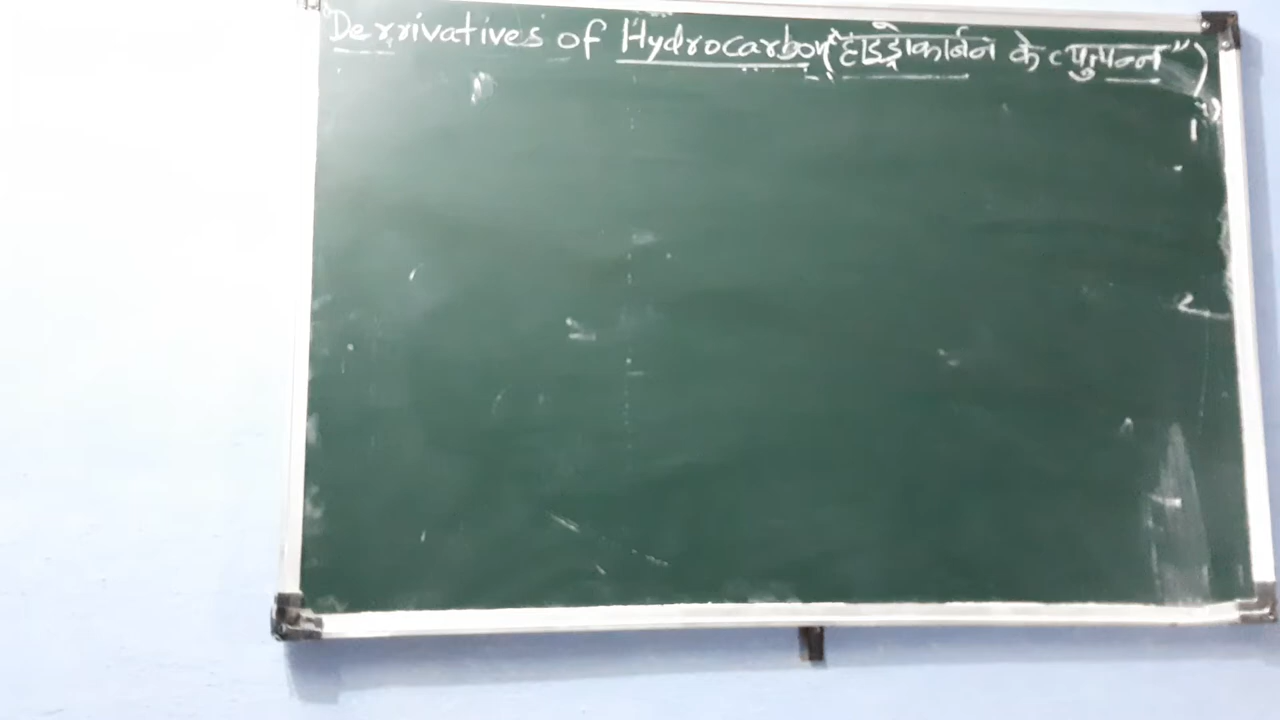 Derrivatives of Hydrocarbon ("हाइड्रोकार्बन के व्युत्पन्न")